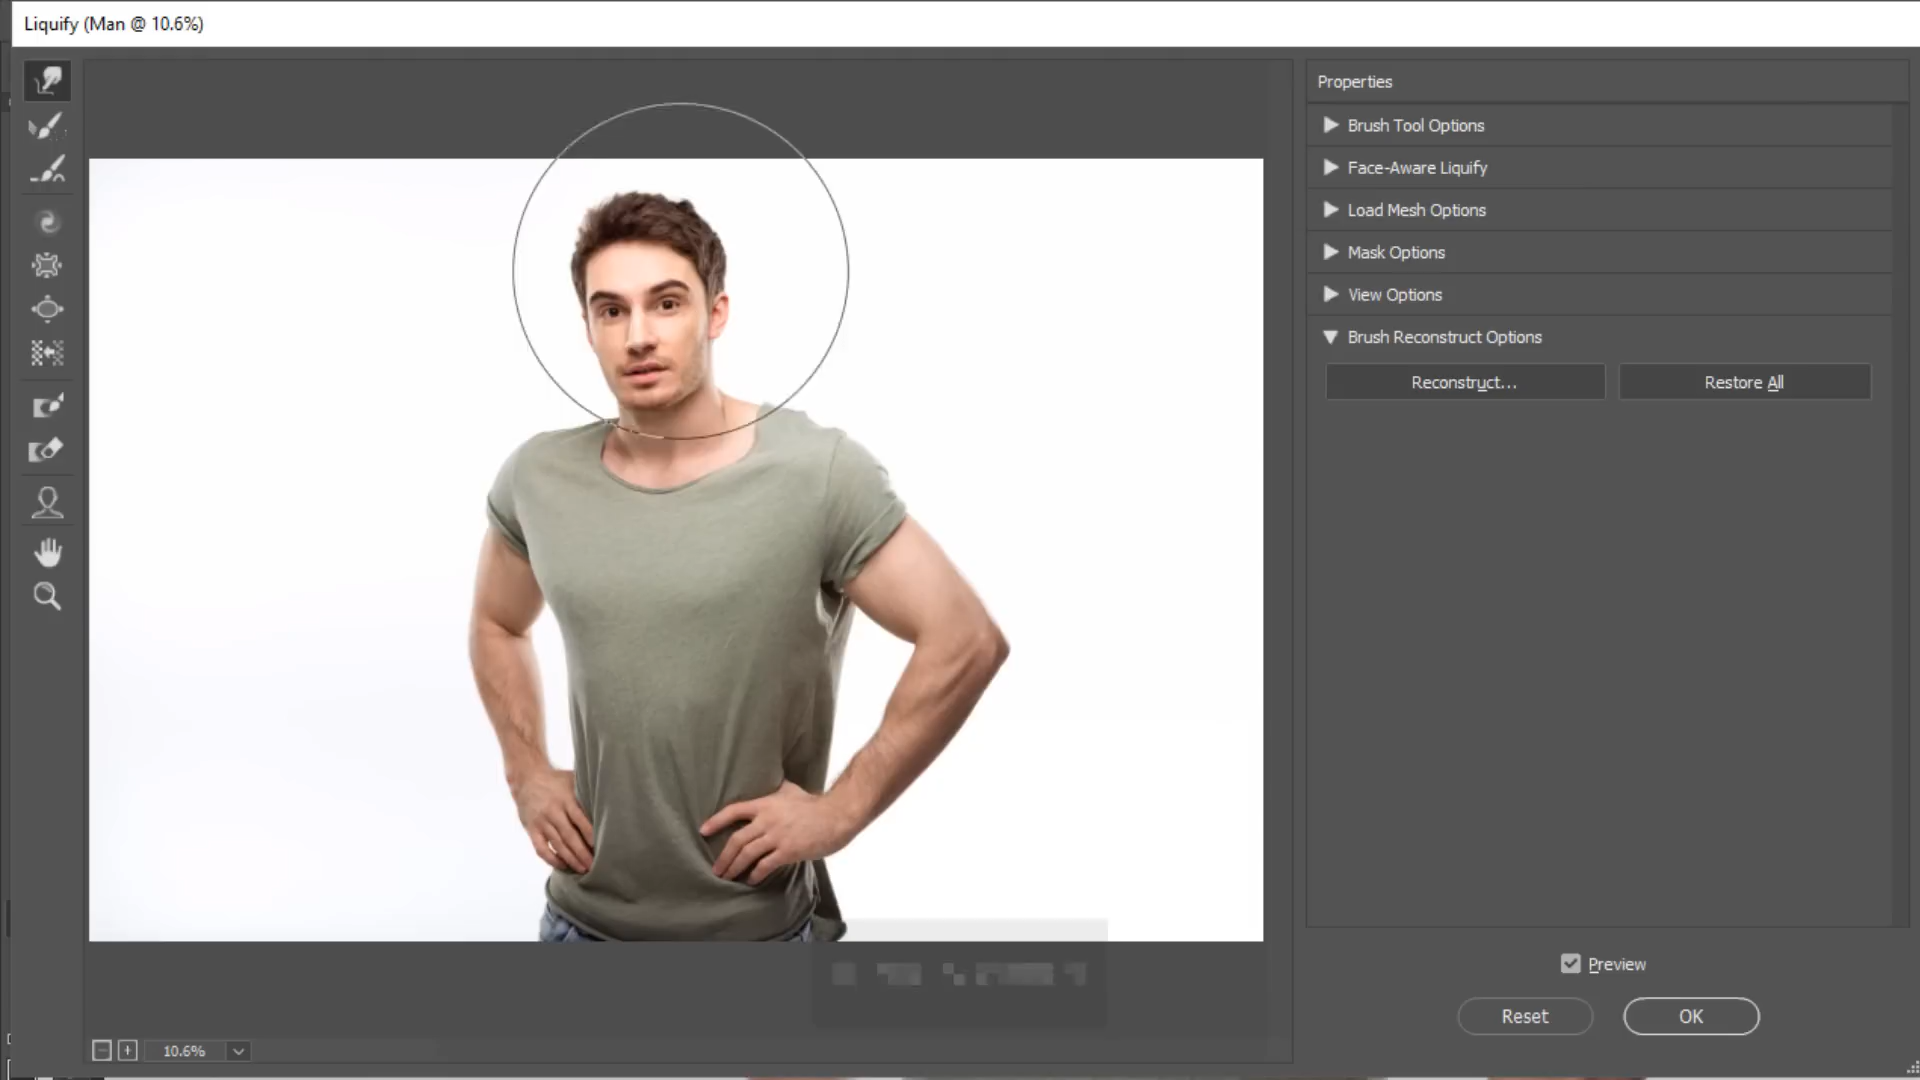 Liquify (Man @ 10.6%)
Properties
Brush Tool Options
Face-Aware Liquify
Load Mesh Options
Mask Options
View Options
Brush Reconstruct Options
Reconstruct...
Restore All
Preview
Reset
OK
10.6%